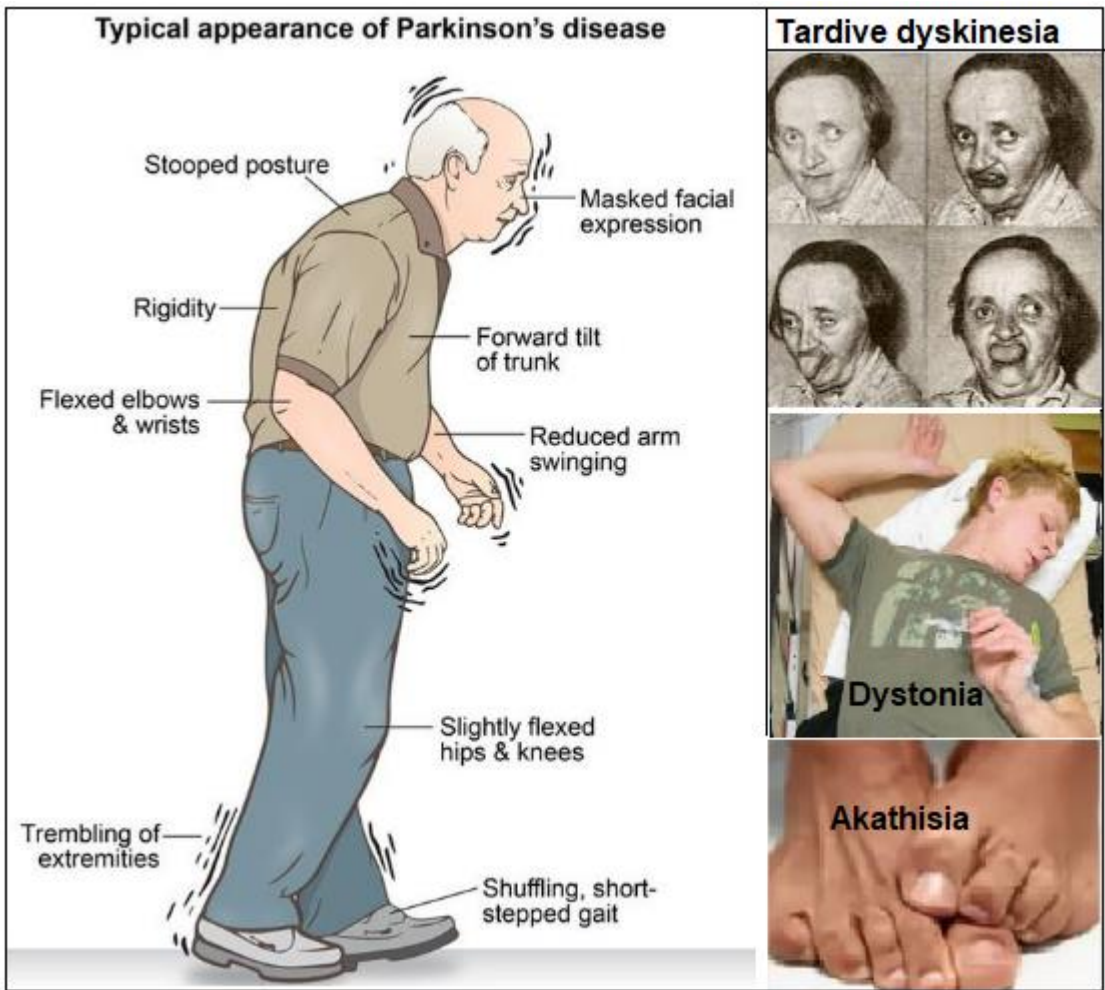 Typical appearance of Parkinson's disease
Stooped posture
Masked facial
expression
Rigidity
Forward tilt
of trunk
Flexed elbows
& wrists
Reduced arm
swinging
Slightly flexed
hips & knees
Trembling of
extremities
Shuffling, short-
stepped gait
Tardive dyskinesia
Dystonia
Akathisia